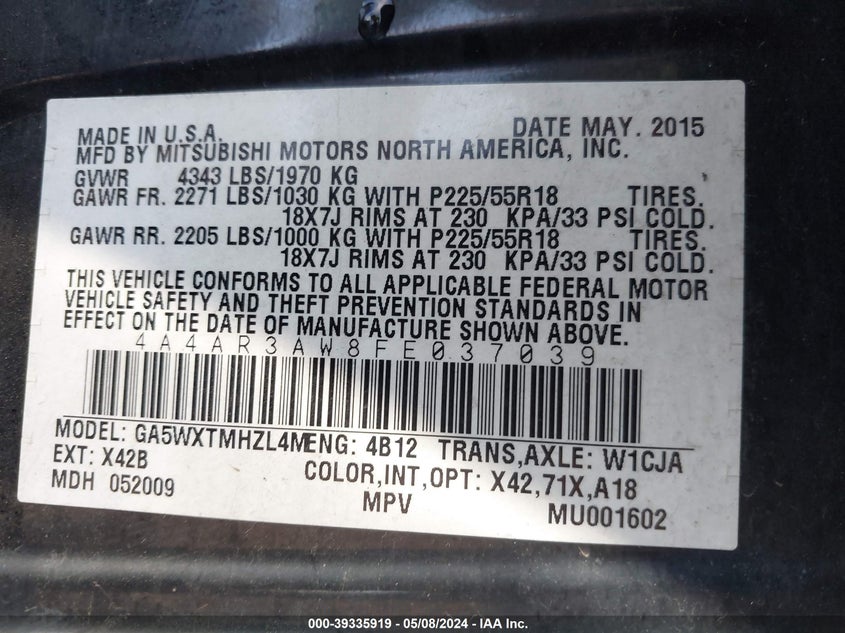 MADE IN U.S.A. DATE MAY. 2015
MFD BY MITSUBISHI MOTORS NORTH AMERICA, INC.
GVWR 4343 LBS/1970 KG
GAWR FR. 2271 LBS/1030 KG WITH P225/55R18 TIRES.
18X7J RIMS AT 230 KPA/33 PSI COLD.
GAWR RR. 2205 LBS/1000 KG WITH P225/55R18 TIRES.
18X7J RIMS AT 230 KPA/33 PSI COLD.
THIS VEHICLE CONFORMS TO ALL APPLICABLE FEDERAL MOTOR
VEHICLE SAFETY AND THEFT PREVENTION STANDARDS IN
EFFECT ON THE DATE OF MANUFACTURE SHOWN ABOVE.
4A4AR3AW8FE037039
MODEL: GA5WXTMHZL4M ENG: 4B12 TRANS,AXLE: W1CJA
EXT: X42B COLOR,INT,OPT: X42,71X,A18
MDH 052009 MPV MU001602
000-39335919 - 05/08/2024 - IAA Inc.